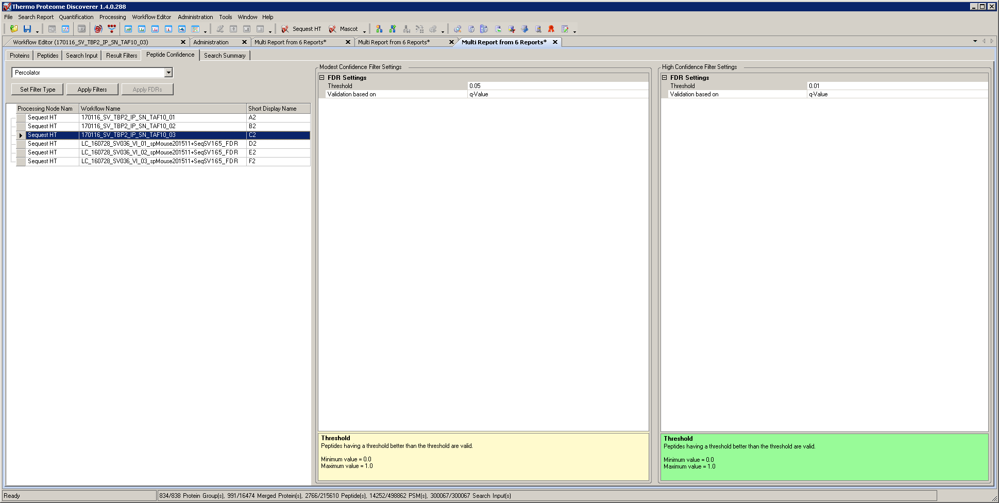 Thermo Proteome Discoverer 1.4.0.288
File Search Report Quantification Processing Workflow Editor Administration Tools Window Help
Sequest HT Mascot
Workflow Editor (170116_SV_TBP2_IP_SN_TAF10_03) Administration Multi Report from 6 Reports* Multi Report from 6 Reports* Multi Report from 6 Reports*
Proteins Peptides Search Input Result Filters Peptide Confidence Search Summary
Percolator
Set Filter Type Apply Filters Apply FDRs
Processing Node Nam Workflow Name Short Display Name
Sequest HT 170116_SV_TBP2_IP_SN_TAF10_01 A2
Sequest HT 170116_SV_TBP2_IP_SN_TAF10_02 B2
Sequest HT 170116_SV_TBP2_IP_SN_TAF10_03 C2
Sequest HT LC_160728_SV036_VI_01_spMouse201511+SeqSV165_FDR D2
Sequest HT LC_160728_SV036_VI_02_spMouse201511+SeqSV165_FDR E2
Sequest HT LC_160728_SV036_VI_03_spMouse201511+SeqSV165_FDR F2
Modest Confidence Filter Settings
FDR Settings
Threshold 0.05
Validation based on q-Value
Threshold
Peptides having a threshold better than the threshold are valid.
Minimum value = 0.0
Maximum value = 1.0
High Confidence Filter Settings
FDR Settings
Threshold 0.01
Validation based on q-Value
Threshold
Peptides having a threshold better than the threshold are valid.
Minimum value = 0.0
Maximum value = 1.0
Ready
834/838 Protein Group(s), 991/16474 Merged Protein(s), 2766/215610 Peptide(s), 14252/498862 PSM(s), 300067/300067 Search Input(s)